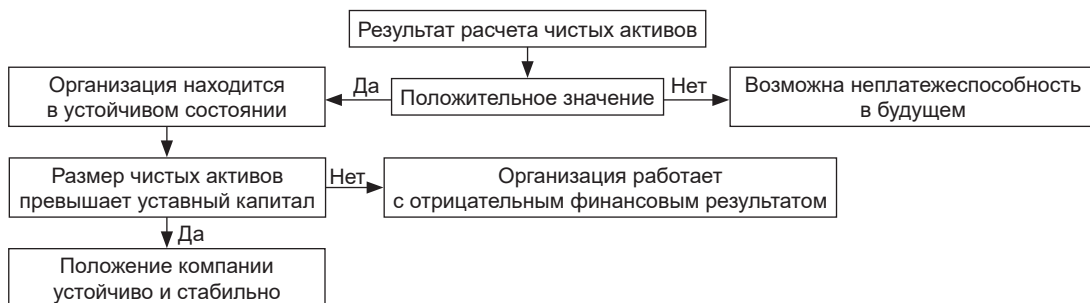 Результат расчета чистых активов
Организация находится
в устойчивом состоянии
Да
Положительное значение
Нет
Возможна неплатежеспособность
в будущем
Размер чистых активов
превышает уставный капитал
Нет
Организация работает
с отрицательным финансовым результатом
Да
Положение компании
устойчиво и стабильно